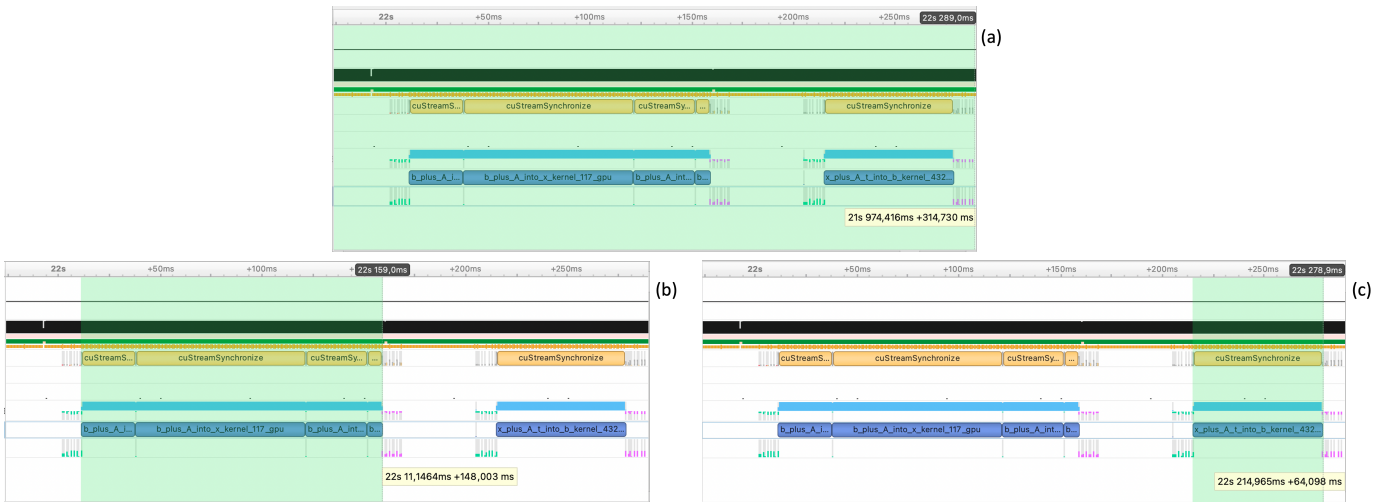 22s +50ms +100ms +150ms +200ms +250ms 22s 289,0ms
(a)
cuStreamS... cuStreamSynchronize cuStreamSy... ... cuStreamSynchronize
b_plus_A_i... b_plus_A_into_x_kernel_117_gpu b_plus_A_int... b... x_plus_A_t_into_b_kernel_432...
21s 974,416ms +314,730 ms
22s +50ms +100ms 22s 159,0ms +200ms +250ms
(b)
cuStreamS... cuStreamSynchronize cuStreamSy... ... cuStreamSynchronize
b_plus_A_i... b_plus_A_into_x_kernel_117_gpu b_plus_A_int... b... x_plus_A_t_into_b_kernel_432...
22s 11,1464ms +148,003 ms
22s +50ms +100ms +150ms +200ms +250ms 22s 278,9ms
(c)
cuStreamS... cuStreamSynchronize cuStreamSy... ... cuStreamSynchronize
b_plus_A_i... b_plus_A_into_x_kernel_117_gpu b_plus_A_int... b... x_plus_A_t_into_b_kernel_432...
22s 214,965ms +64,098 ms